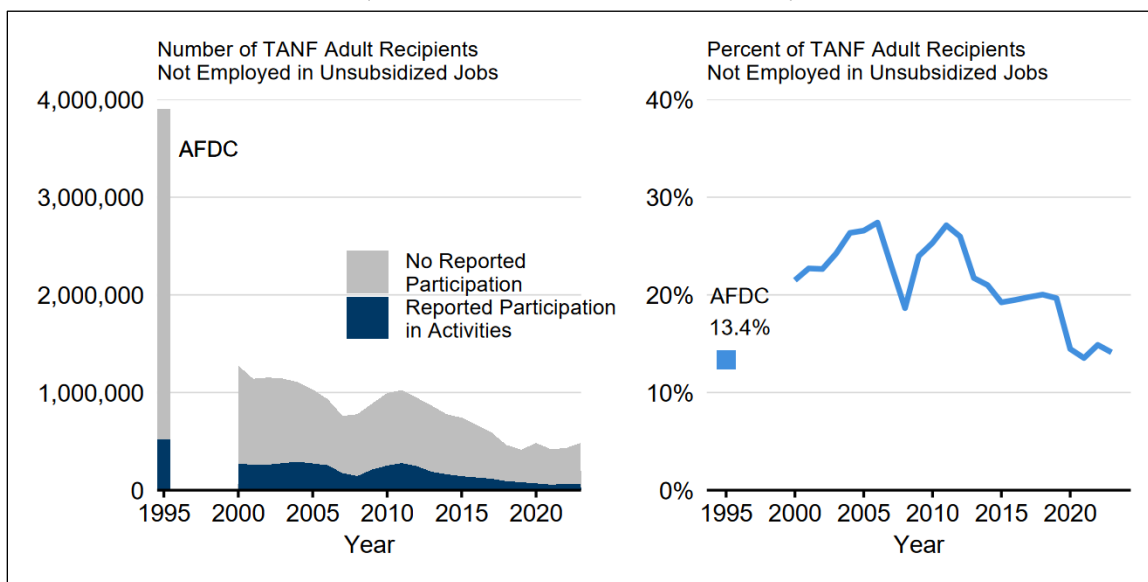 Number of TANF Adult Recipients
Not Employed in Unsubsidized Jobs
4,000,000
3,000,000
2,000,000
1,000,000
0
AFDC
No Reported
Participation
Reported Participation
in Activities
1995 2000 2005 2010 2015 2020
Year
Percent of TANF Adult Recipients
Not Employed in Unsubsidized Jobs
40%
30%
20%
10%
0%
AFDC
13.4%
1995 2000 2005 2010 2015 2020
Year